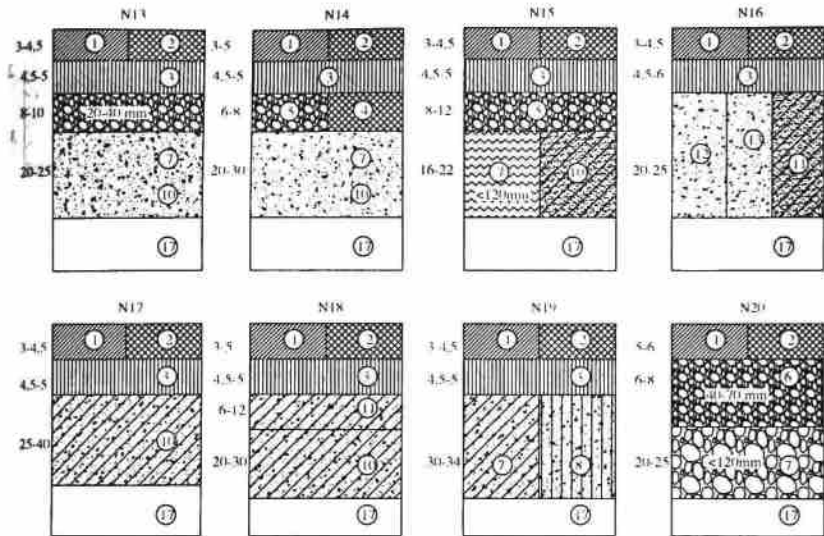 N13 N14 N15 N16
3-4,5 1 2 3-5 1 2 3-4,5 1 2 3-4,5 1 2
4,5-5 3 4,5-5 3 4,5-5 3 4,5-6 3
8-10 20-40 mm 6-8 5 4 8-12 5
20-25 7 10 20-30 7 10 16-22 7 <120mm 10 20-25 12 11
17 17 17 17
N17 N18 N19 N20
3-4,5 1 2 3-5 1 2 3-4,5 1 2 5-6 1 2
4,5-5 3 4,5-5 3 4,5-5 3 6-8 40-70 mm 6
25-40 10 6-12 11 30-34 7 8 20-25 <120mm 7
20-30 10
17 17 17 17